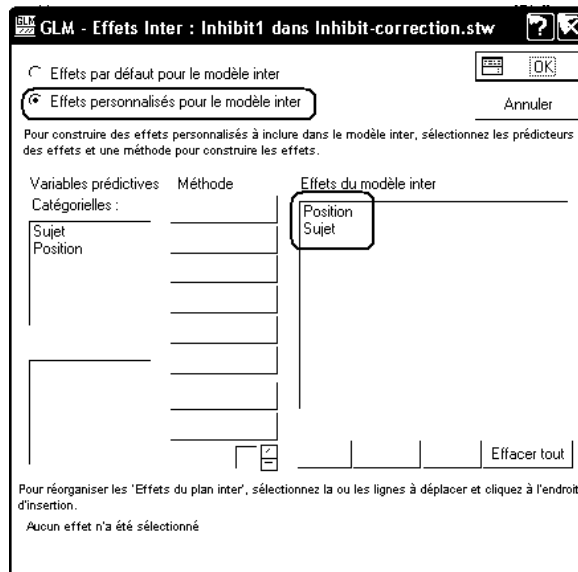 GLM - Effets Inter : Inhibit1 dans Inhibit-correction.stw
Effets par défaut pour le modèle inter
OK
Effets personnalisés pour le modèle inter
Annuler
Pour construire des effets personnalisés à inclure dans le modèle inter, sélectionnez les prédicteurs
des effets et une méthode pour construire les effets.
Variables prédictives
Méthode
Effets du modèle inter
Catégorielles :
Sujet
Position
Position
Sujet
Effacer tout
Pour réorganiser les 'Effets du plan inter', sélectionnez la ou les lignes à déplacer et cliquez à l'endroit
d'insertion.
Aucun effet n'a été sélectionné